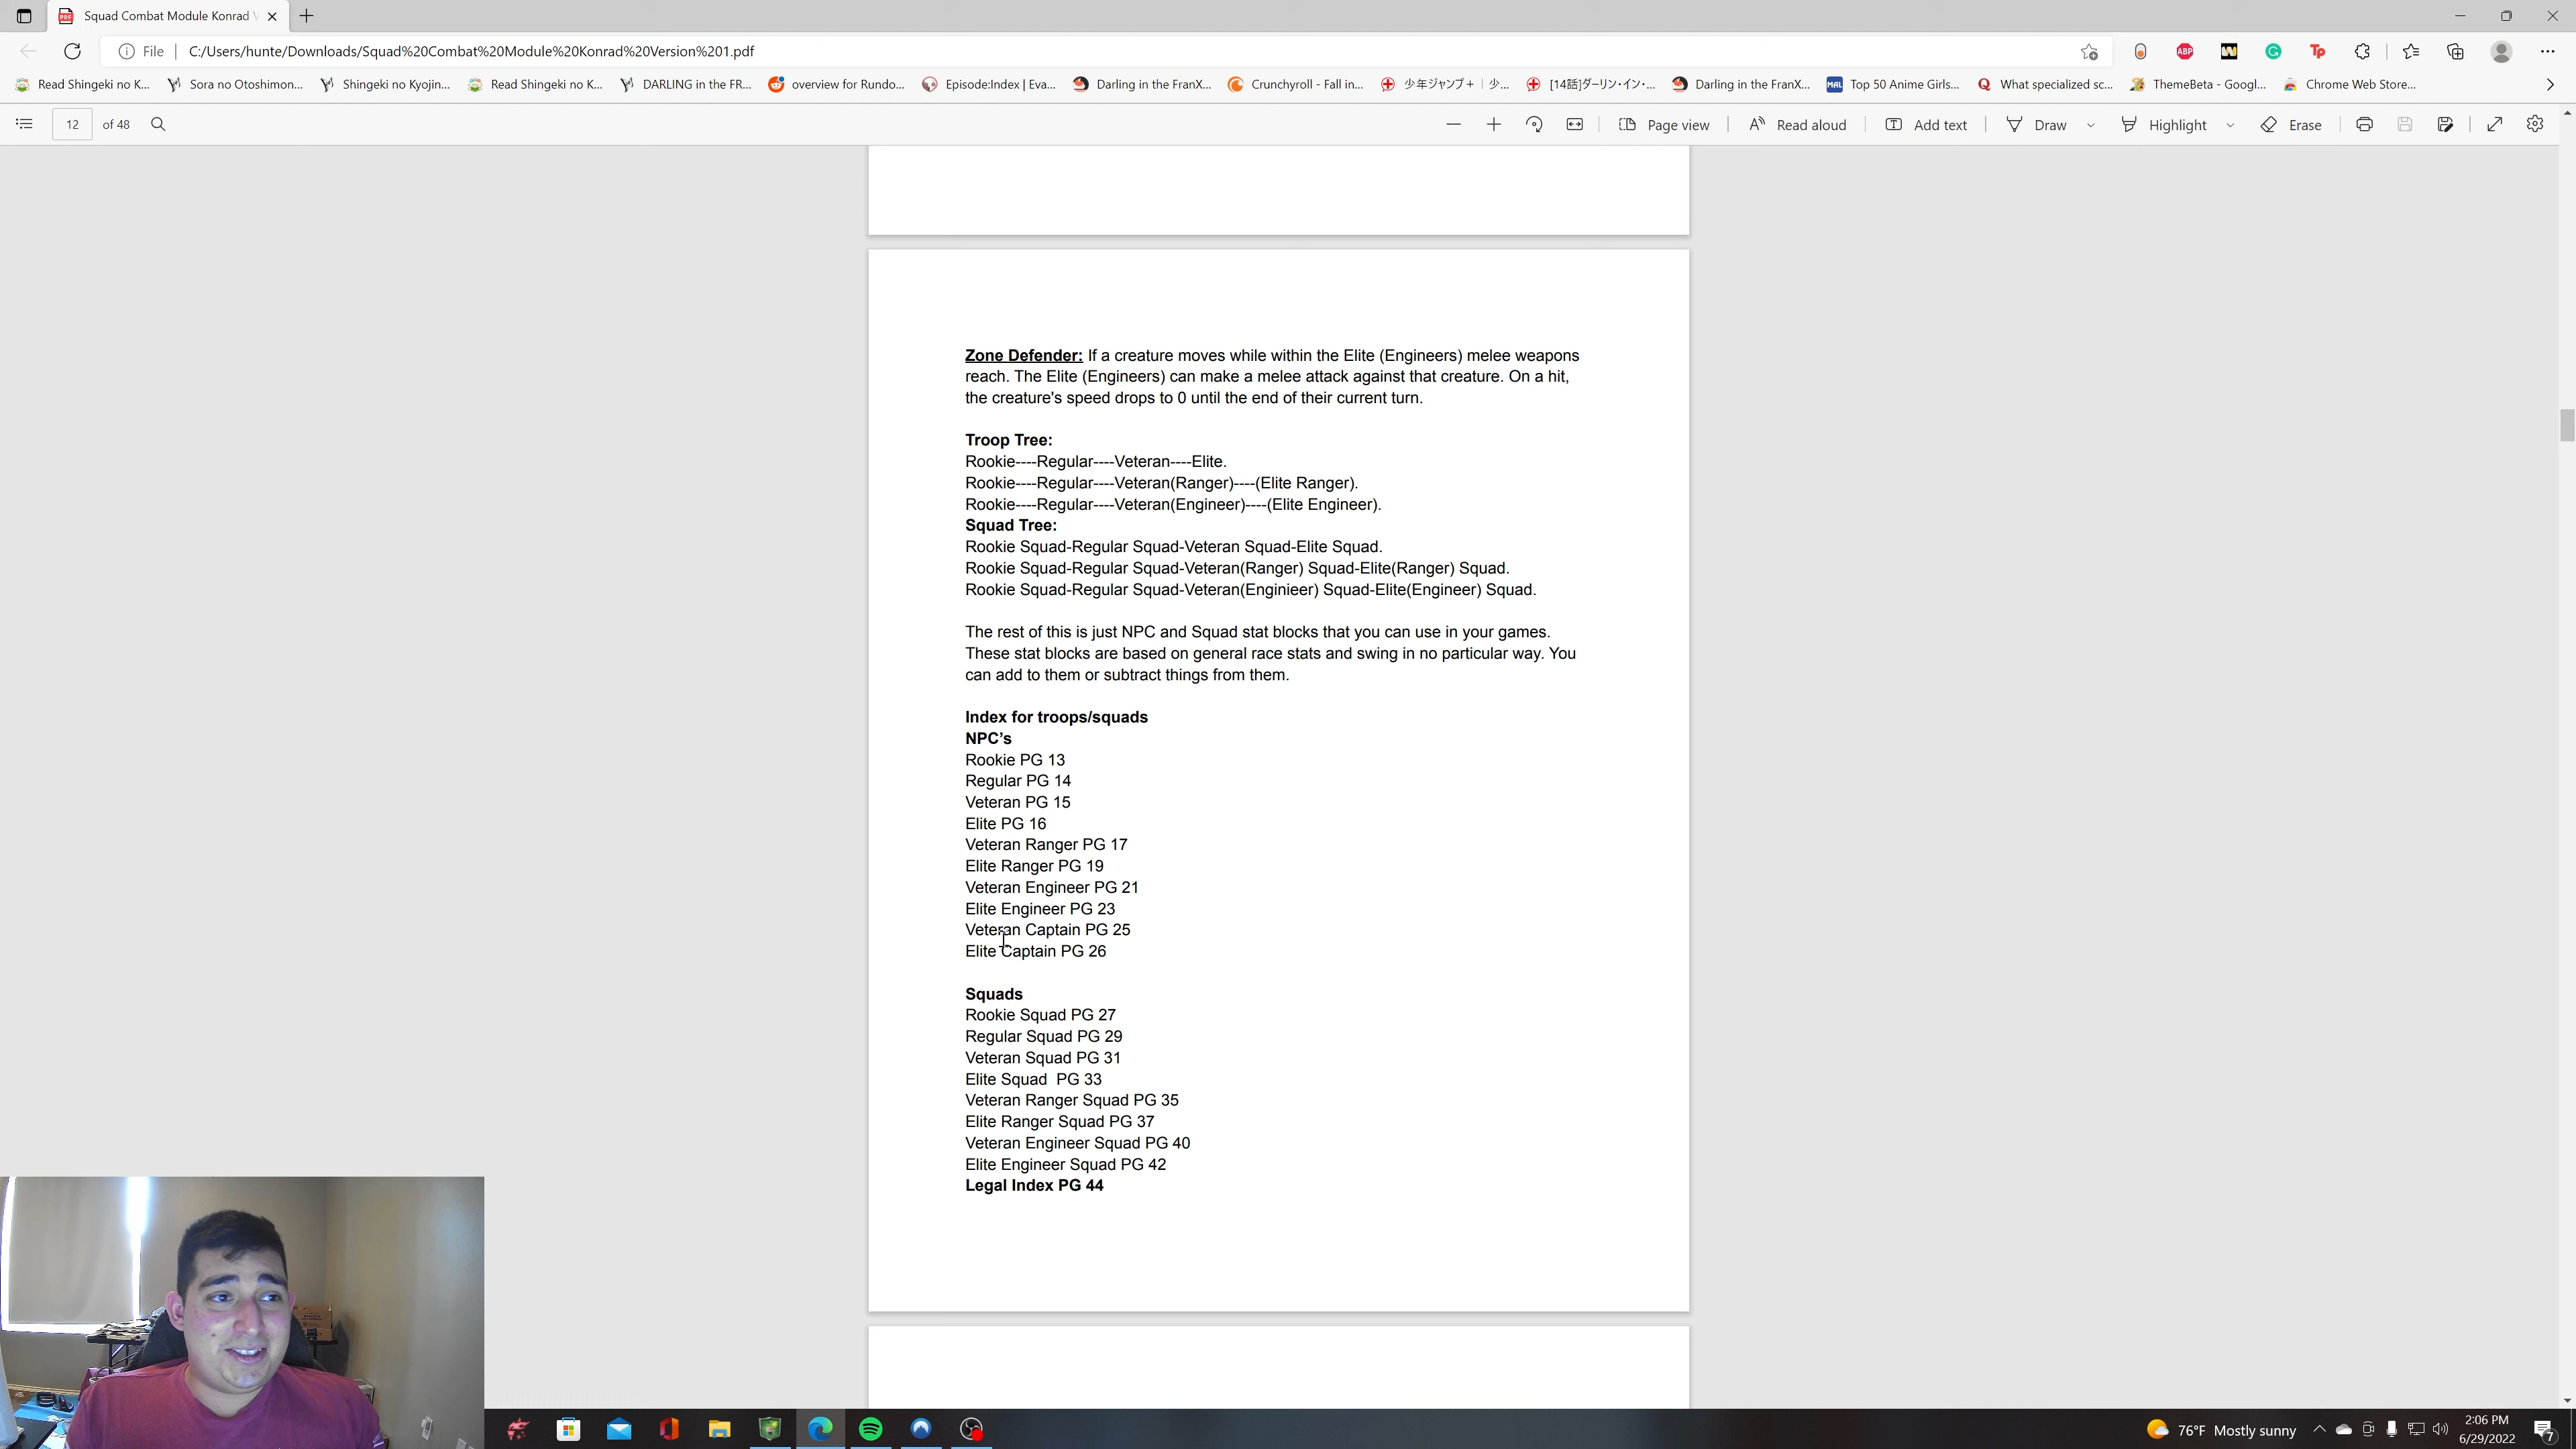 Squad Combat Module Konrad V
File
C:/Users/hunte/Downloads/Squad%20Combat%20Module%20Konrad%20Version%201.pdf
ABP
Tp
Read Shingeki no K...
Sora no Otoshimon...
Shingeki no Kyojin...
Read Shingeki no K...
DARLING in the FR...
overview for Rundo...
Episode:Index | Eva...
Darling in the FranX...
Crunchyroll - Fall in...
少年ジャンプ+ | 少...
[14話]ダーリン・イン・...
Darling in the FranX...
MAL
Top 50 Anime Girls...
What specialized sc...
ThemeBeta - Googl...
Chrome Web Store...
12 of 48
Page view
Read aloud
Add text
Draw
Highlight
Erase
Zone Defender: If a creature moves while within the Elite (Engineers) melee weapons
reach. The Elite (Engineers) can make a melee attack against that creature. On a hit,
the creature's speed drops to 0 until the end of their current turn.
Troop Tree:
Rookie----Regular----Veteran----Elite.
Rookie----Regular----Veteran(Ranger)----(Elite Ranger).
Rookie----Regular----Veteran(Engineer)----(Elite Engineer).
Squad Tree:
Rookie Squad-Regular Squad-Veteran Squad-Elite Squad.
Rookie Squad-Regular Squad-Veteran(Ranger) Squad-Elite(Ranger) Squad.
Rookie Squad-Regular Squad-Veteran(Enginieer) Squad-Elite(Engineer) Squad.
The rest of this is just NPC and Squad stat blocks that you can use in your games.
These stat blocks are based on general race stats and swing in no particular way. You
can add to them or subtract things from them.
Index for troops/squads
NPC's
Rookie PG 13
Regular PG 14
Veteran PG 15
Elite PG 16
Veteran Ranger PG 17
Elite Ranger PG 19
Veteran Engineer PG 21
Elite Engineer PG 23
Veteran Captain PG 25
Elite Captain PG 26
Squads
Rookie Squad PG 27
Regular Squad PG 29
Veteran Squad PG 31
Elite Squad PG 33
Veteran Ranger Squad PG 35
Elite Ranger Squad PG 37
Veteran Engineer Squad PG 40
Elite Engineer Squad PG 42
Legal Index PG 44
76°F Mostly sunny
2:06 PM
6/29/2022
7